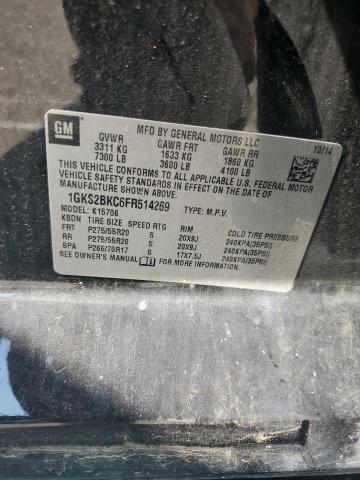 GM
MFD BY GENERAL MOTORS LLC
10/14
GVWR GAWR FRT GAWR RR
3311 KG 1633 KG 1860 KG
7300 LB 3600 LB 4100 LB
THIS VEHICLE CONFORMS TO ALL APPLICABLE U.S. FEDERAL MOTOR
VEHICLE SAFETY, AND THEFT PREVENTION STANDARDS IN EFFECT ON
THE DATE OF MANUFACTURE SHOWN ABOVE.
1GKS2BKC6FR514269 TYPE: M.P.V.
MODEL: K15706
KBDN TIRE SIZE SPEED RTG RIM COLD TIRE PRESSURE
FRT P275/55R20 S 20X9J 240KPA(35PSI)
RR P275/55R20 S 20X9J 240KPA(35PSI)
SPA P265/70R17 S 17X7.5J 240KPA(35PSI)
SEE OWNER'S MANUAL FOR MORE INFORMATION.